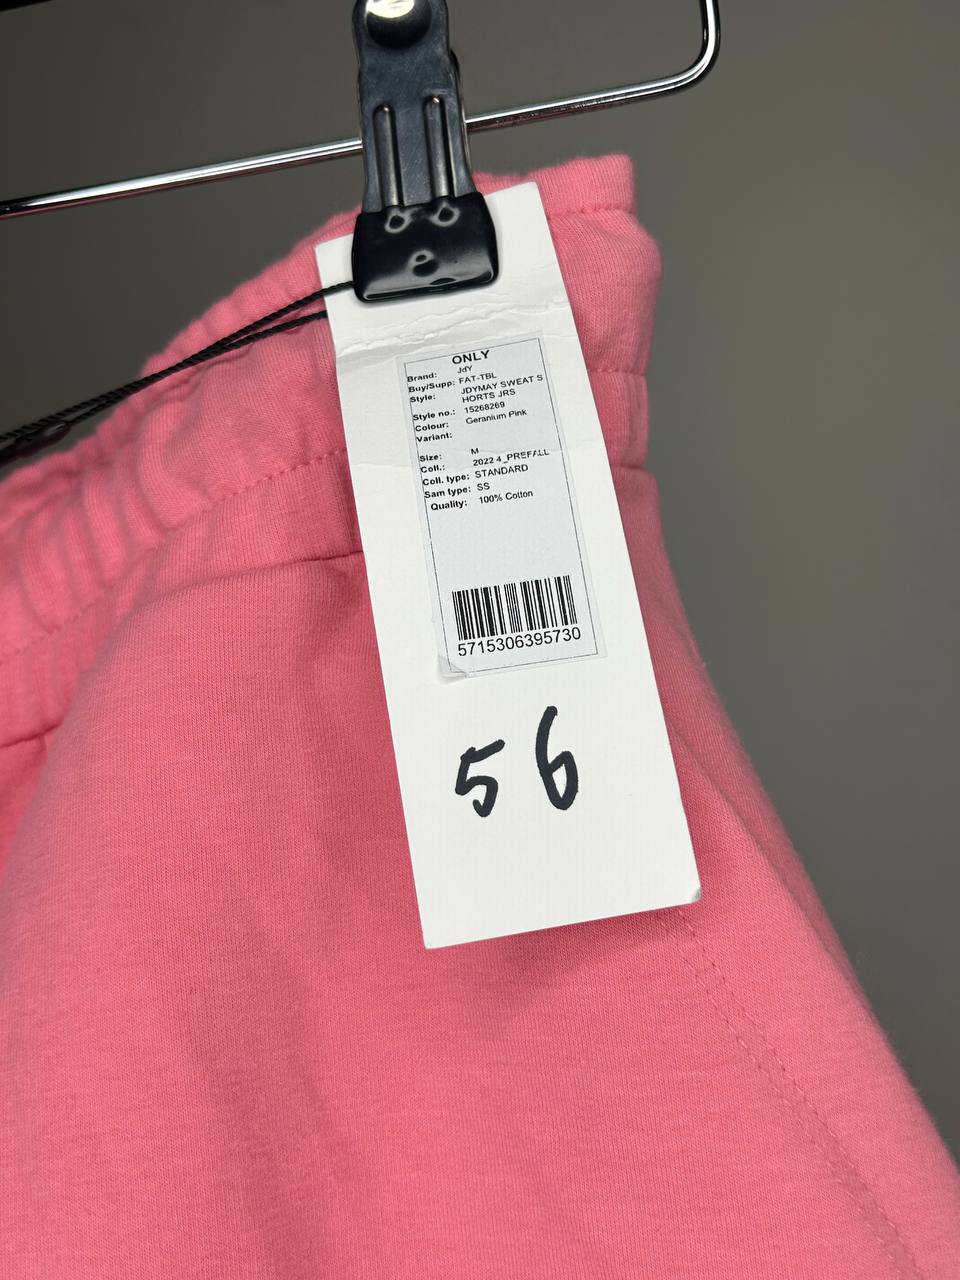 ONLY
Brand: JdY
Buy/Supp: FAT-TBL
Style: JDYMAY SWEAT S
HORTS JRS
Style no.: 15268269
Colour: Geranium Pink
Variant:
Size: M
Coll.: 2022 4_PREFALL
Coll. type: STANDARD
Sam type: SS
Quality: 100% Cotton
5715306395730
56